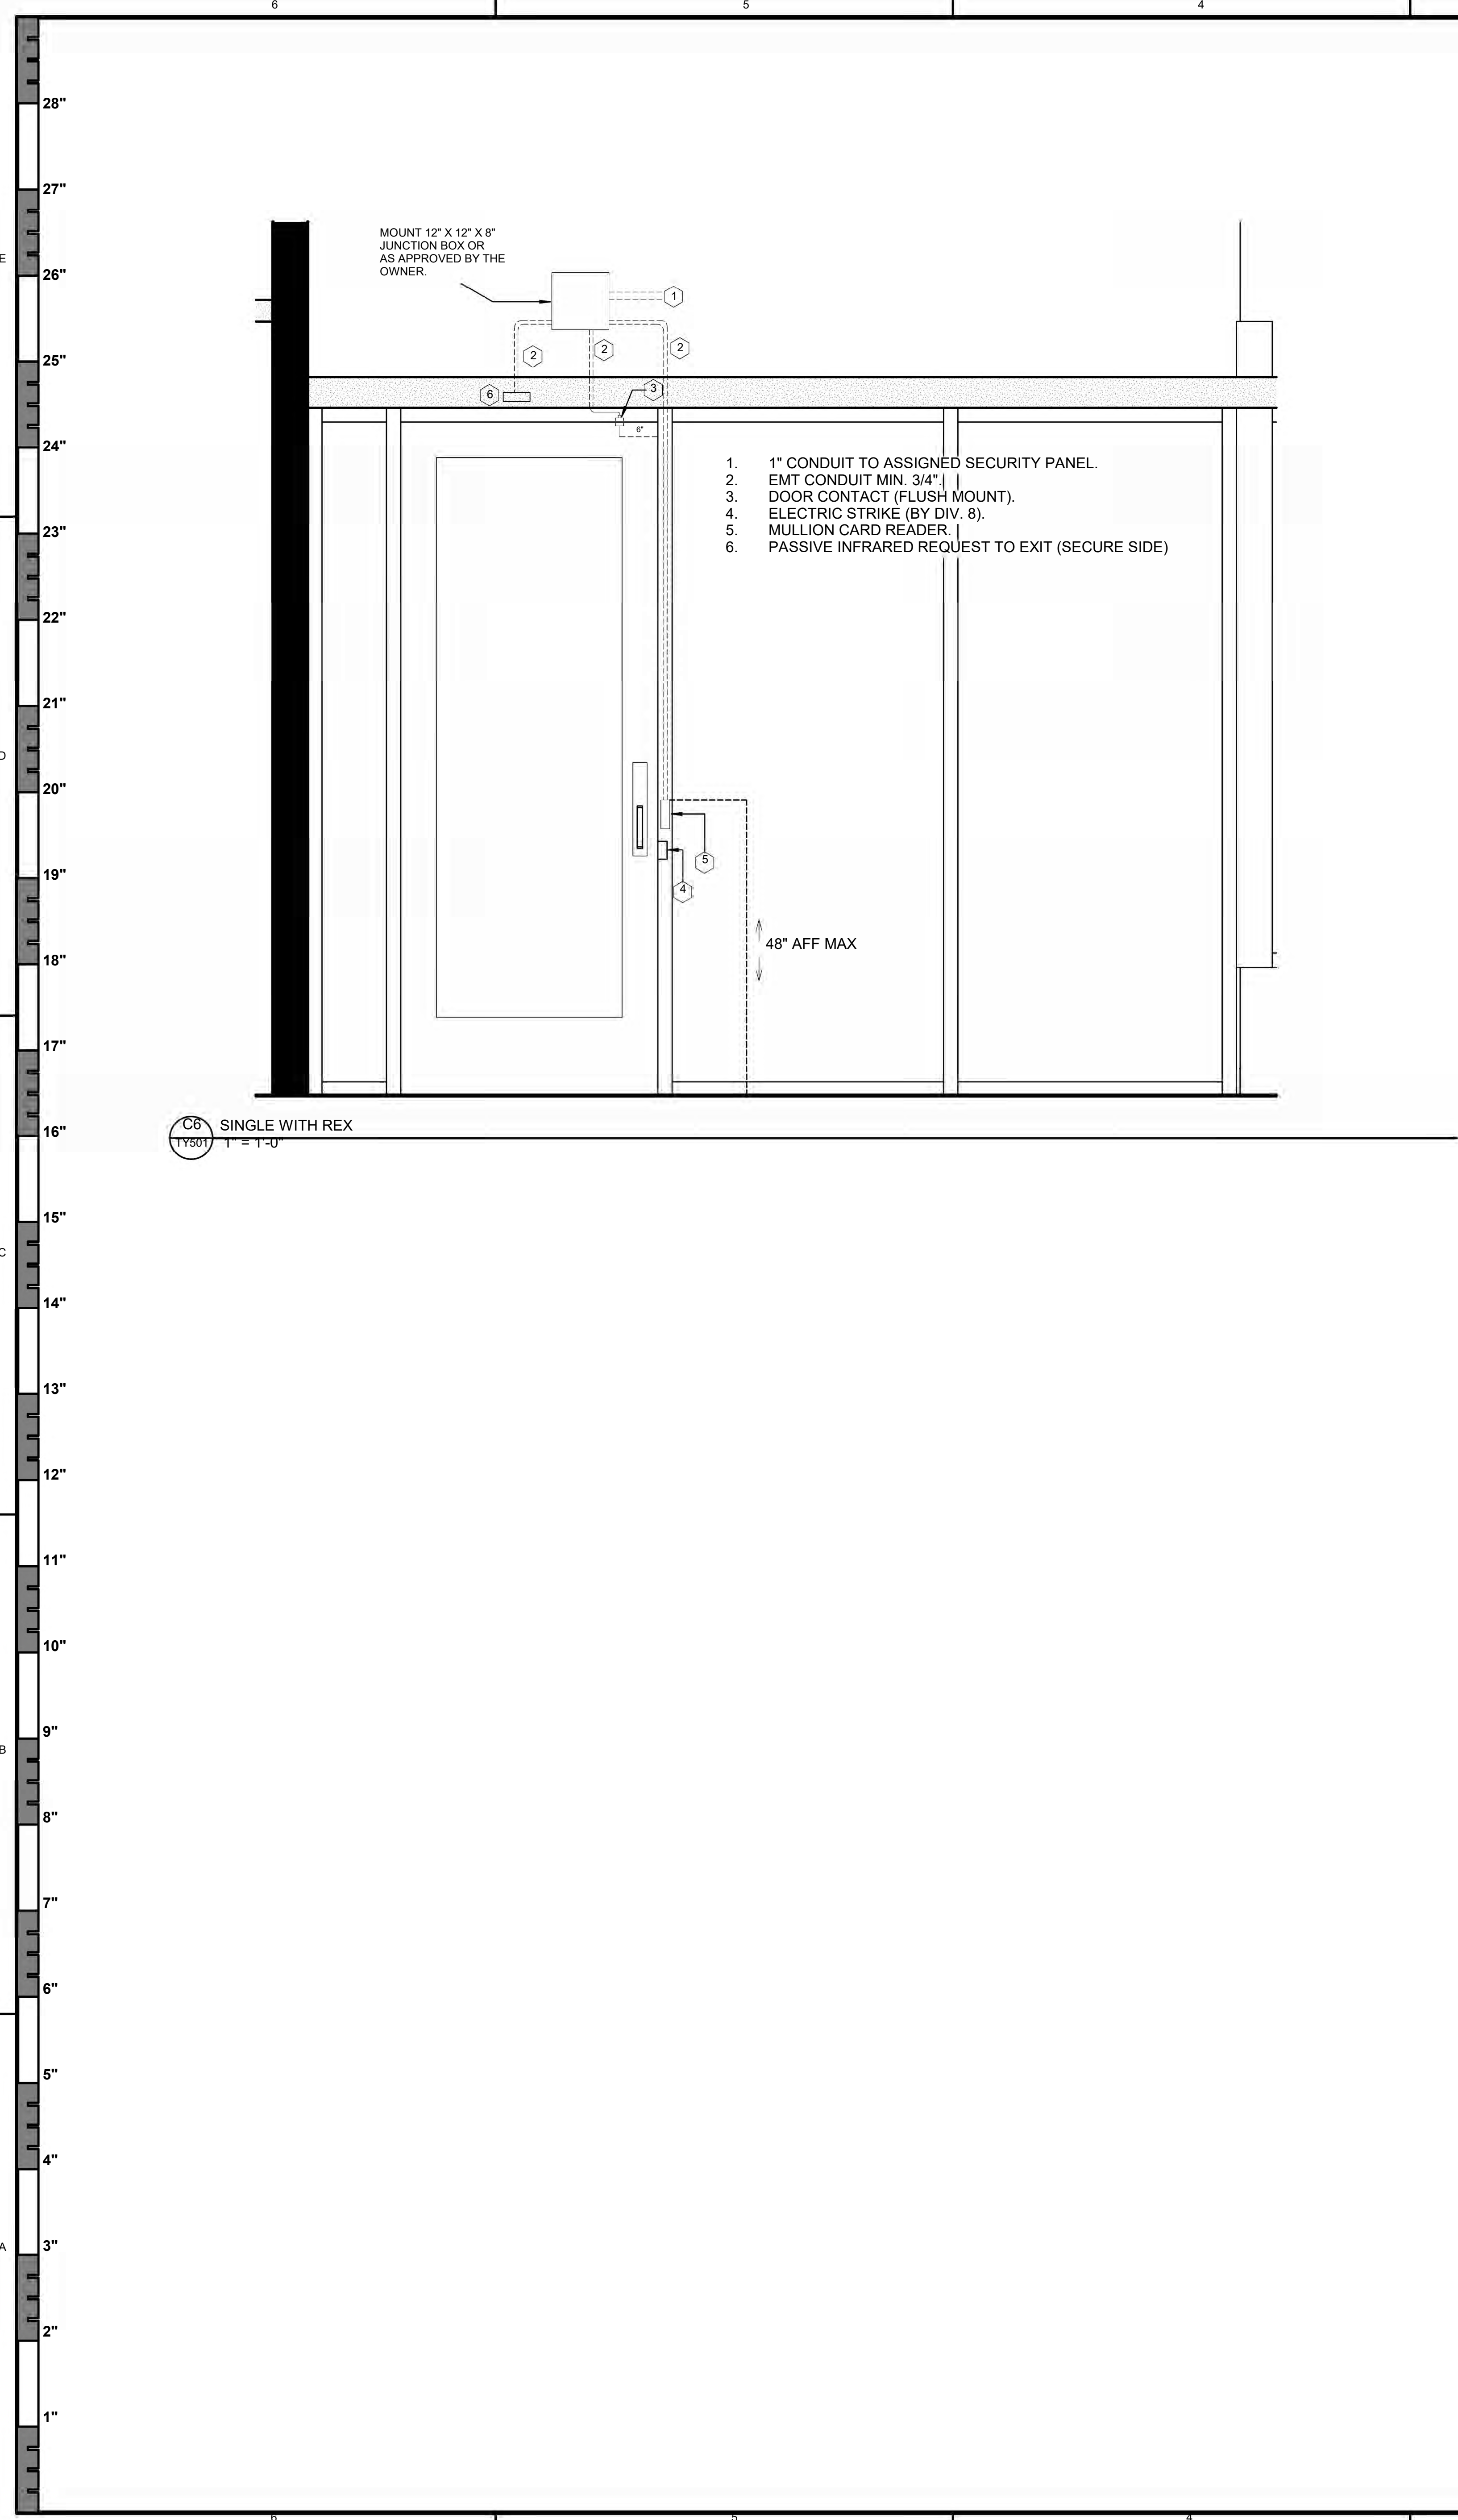 6 5 4
28"
27"
E
26"
25"
24"
23"
22"
21"
D
20"
19"
18"
17"
16"
15"
C
14"
13"
12"
11"
10"
9"
B
8"
7"
6"
5"
4"
3"
A
2"
1"
MOUNT 12" X 12" X 8"
JUNCTION BOX OR
AS APPROVED BY THE
OWNER.
1
2
2
2
6
3
6"
1. 1" CONDUIT TO ASSIGNED SECURITY PANEL.
2. EMT CONDUIT MIN. 3/4".
3. DOOR CONTACT (FLUSH MOUNT).
4. ELECTRIC STRIKE (BY DIV. 8).
5. MULLION CARD READER.
6. PASSIVE INFRARED REQUEST TO EXIT (SECURE SIDE)
5
4
48" AFF MAX
C6 SINGLE WITH REX
TY501 1" = 1'-0"
6 5 4